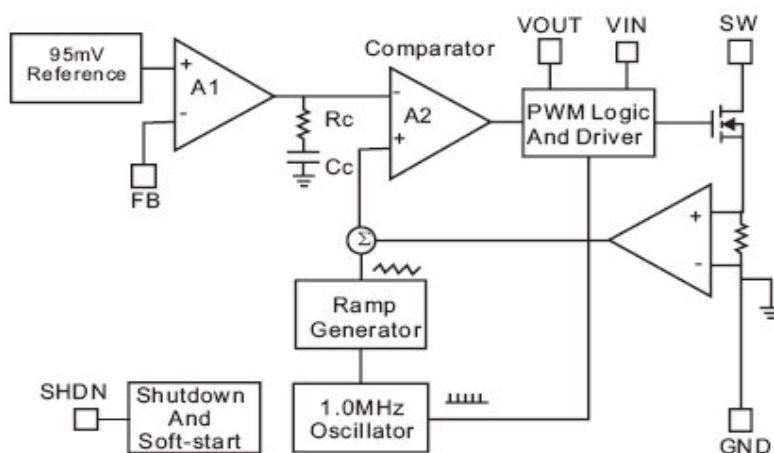 VOUT
VIN
SW
95mV
Reference
+
A1
-
Comparator
-
A2
+
PWM Logic
And Driver
Rc
Cc
FB
Σ
+
-
Ramp
Generator
SHDN
Shutdown
And
Soft-start
1.0MHz
Oscillator
GND